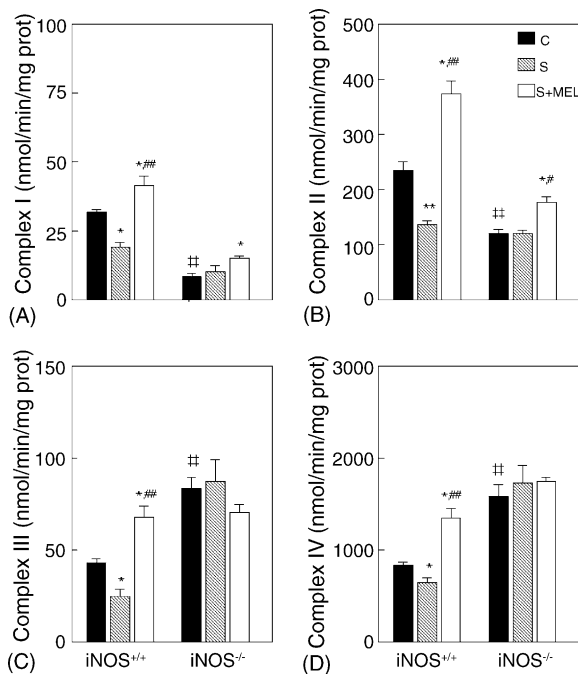 (A)
Complex I (nmol/min/mg prot)
100
75
50
25
0
*
*,##
‡‡
*
(B)
Complex II (nmol/min/mg prot)
500
400
300
200
100
0
**
*,##
‡‡
*,#
C
S
S+MEL
(C)
Complex III (nmol/min/mg prot)
150
100
50
0
*
*,##
‡‡
iNOS+/+
iNOS-/-
(D)
Complex IV (nmol/min/mg prot)
3000
2000
1000
0
*
*,##
‡‡
iNOS+/+
iNOS-/-